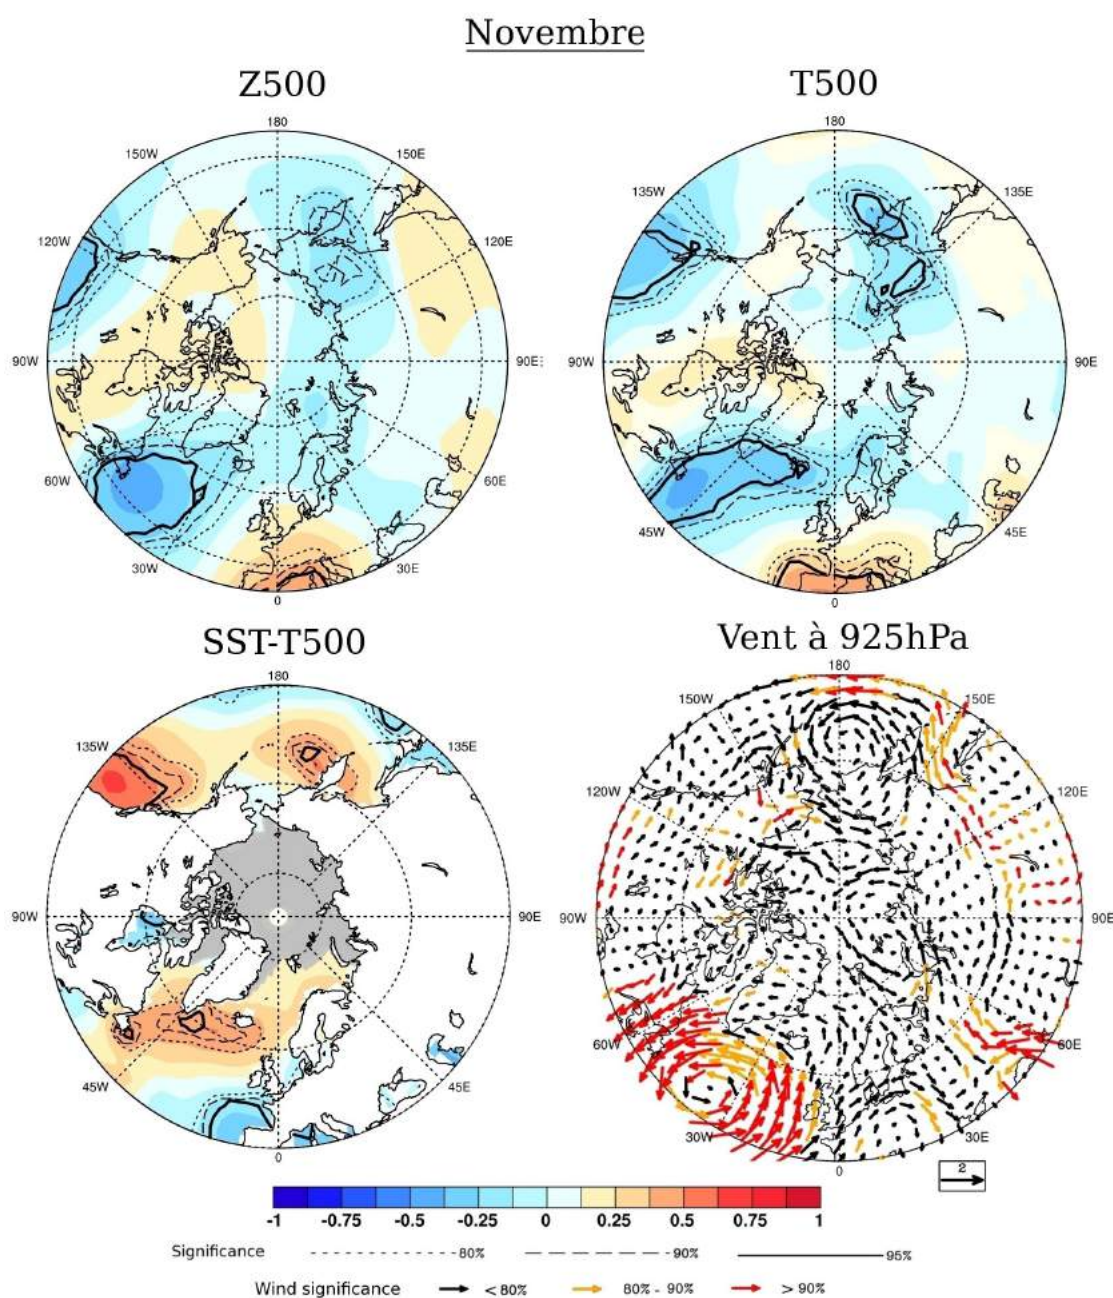 Novembre
Z500
T500
180
150W
150E
120W
120E
90W
90E
60W
60E
30W
30E
0
180
135W
135E
90W
90E
45W
45E
0
SST-T500
Vent à 925hPa
180
135W
135E
90W
90E
45W
45E
0
180
150W
150E
120W
120E
90W
90E
60W
60E
30W
30E
0
2
-1 -0.75 -0.5 -0.25 0 0.25 0.5 0.75 1
Significance 80% 90% 95%
Wind significance < 80% 80% - 90% > 90%